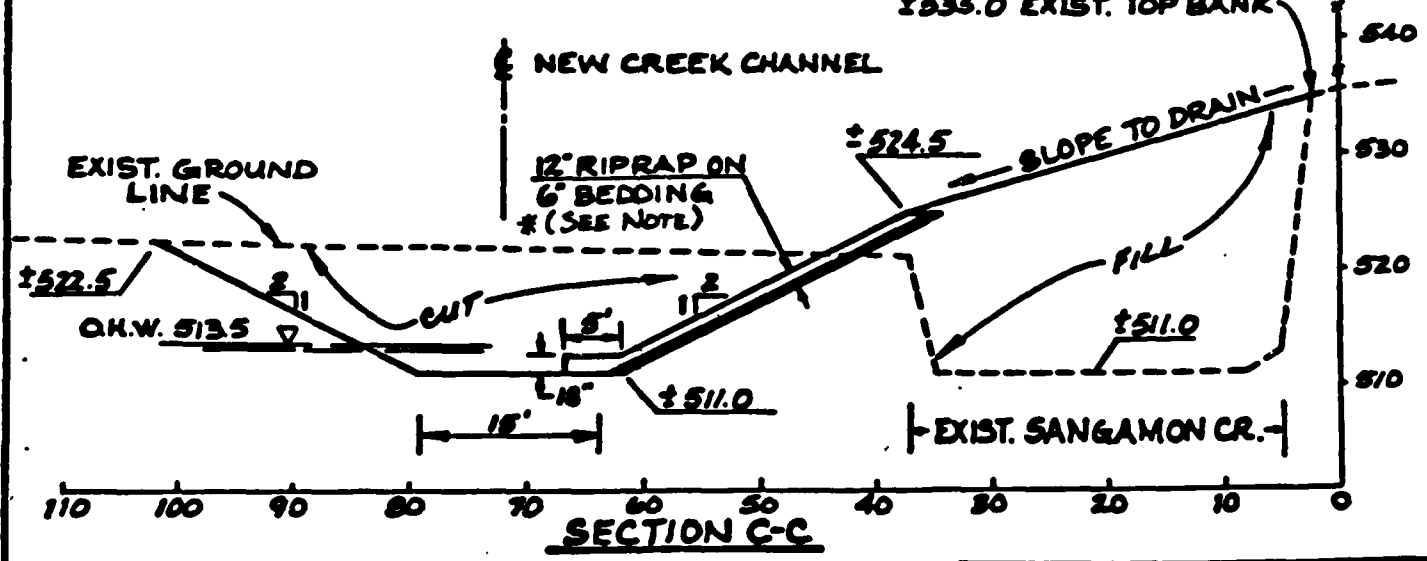 ±535.0 EXIST. TOP BANK
540
℄ NEW CREEK CHANNEL
SLOPE TO DRAIN
±524.5
530
EXIST. GROUND
LINE
12" RIPRAP ON
6" BEDDING
* (SEE NOTE)
FILL
520
±522.5
2
1
CUT
1
2
O.H.W. 513.5
5'
±511.0
18"
±511.0
510
15'
EXIST. SANGAMON CR.
110 100 90 80 70 60 50 40 30 20 10 0
SECTION C-C